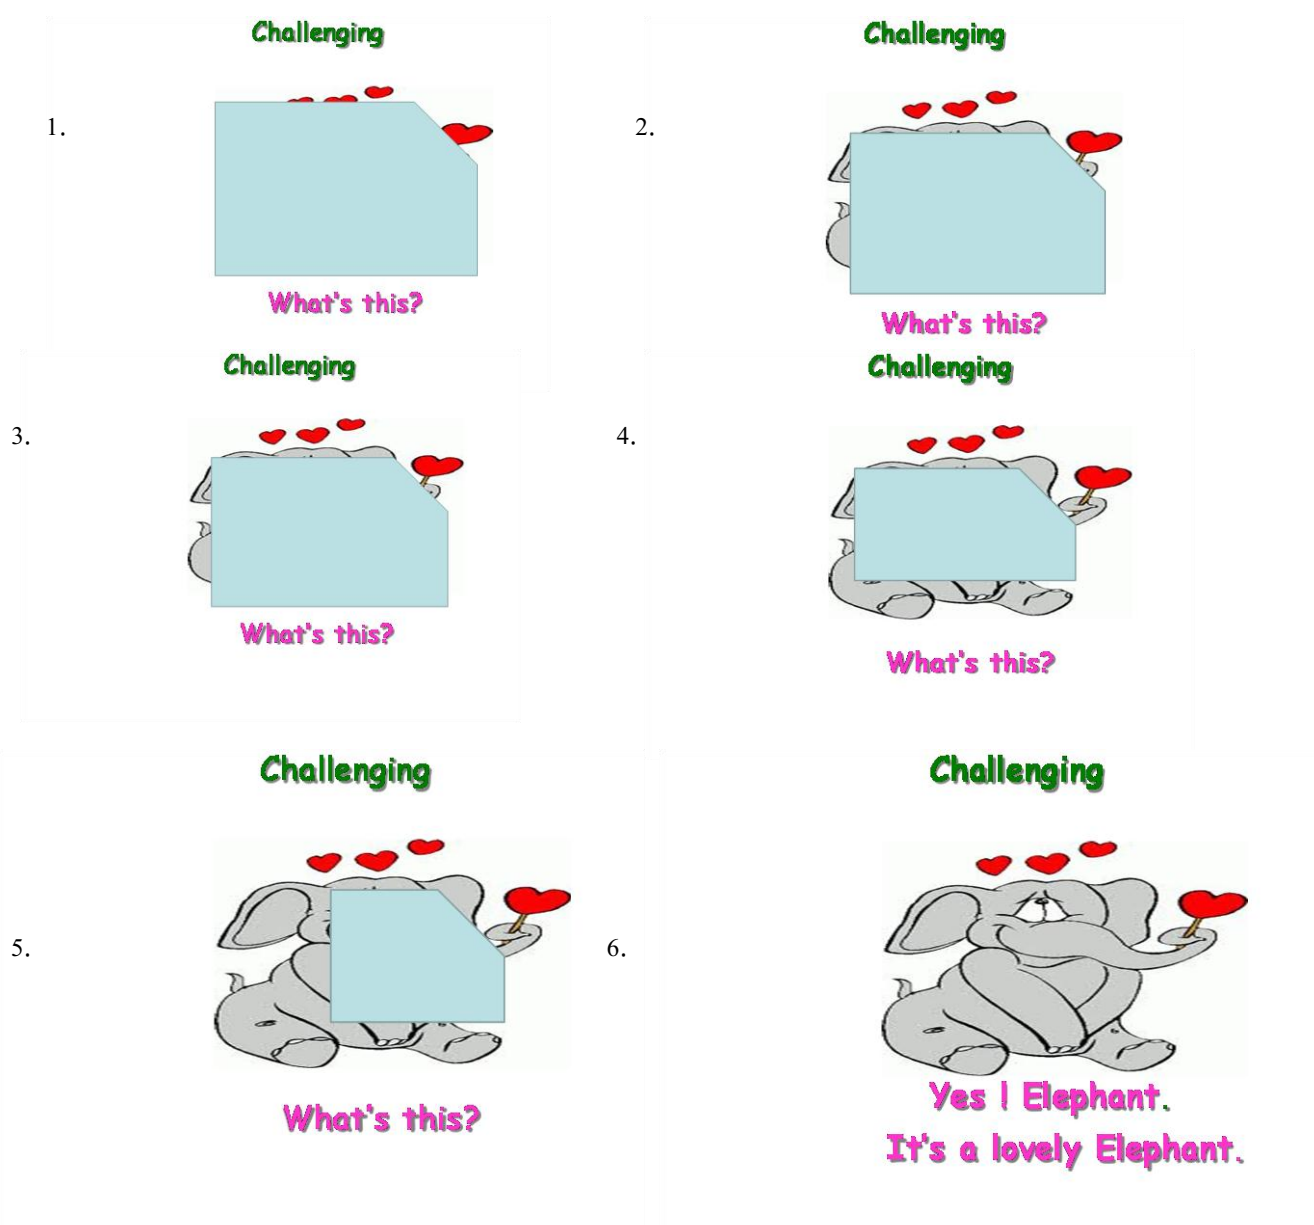 Challenging
1.
What's this?
Challenging
2.
What's this?
Challenging
3.
What's this?
Challenging
4.
What's this?
Challenging
5.
What's this?
Challenging
6.
Yes ! Elephant.
It's a lovely Elephant.